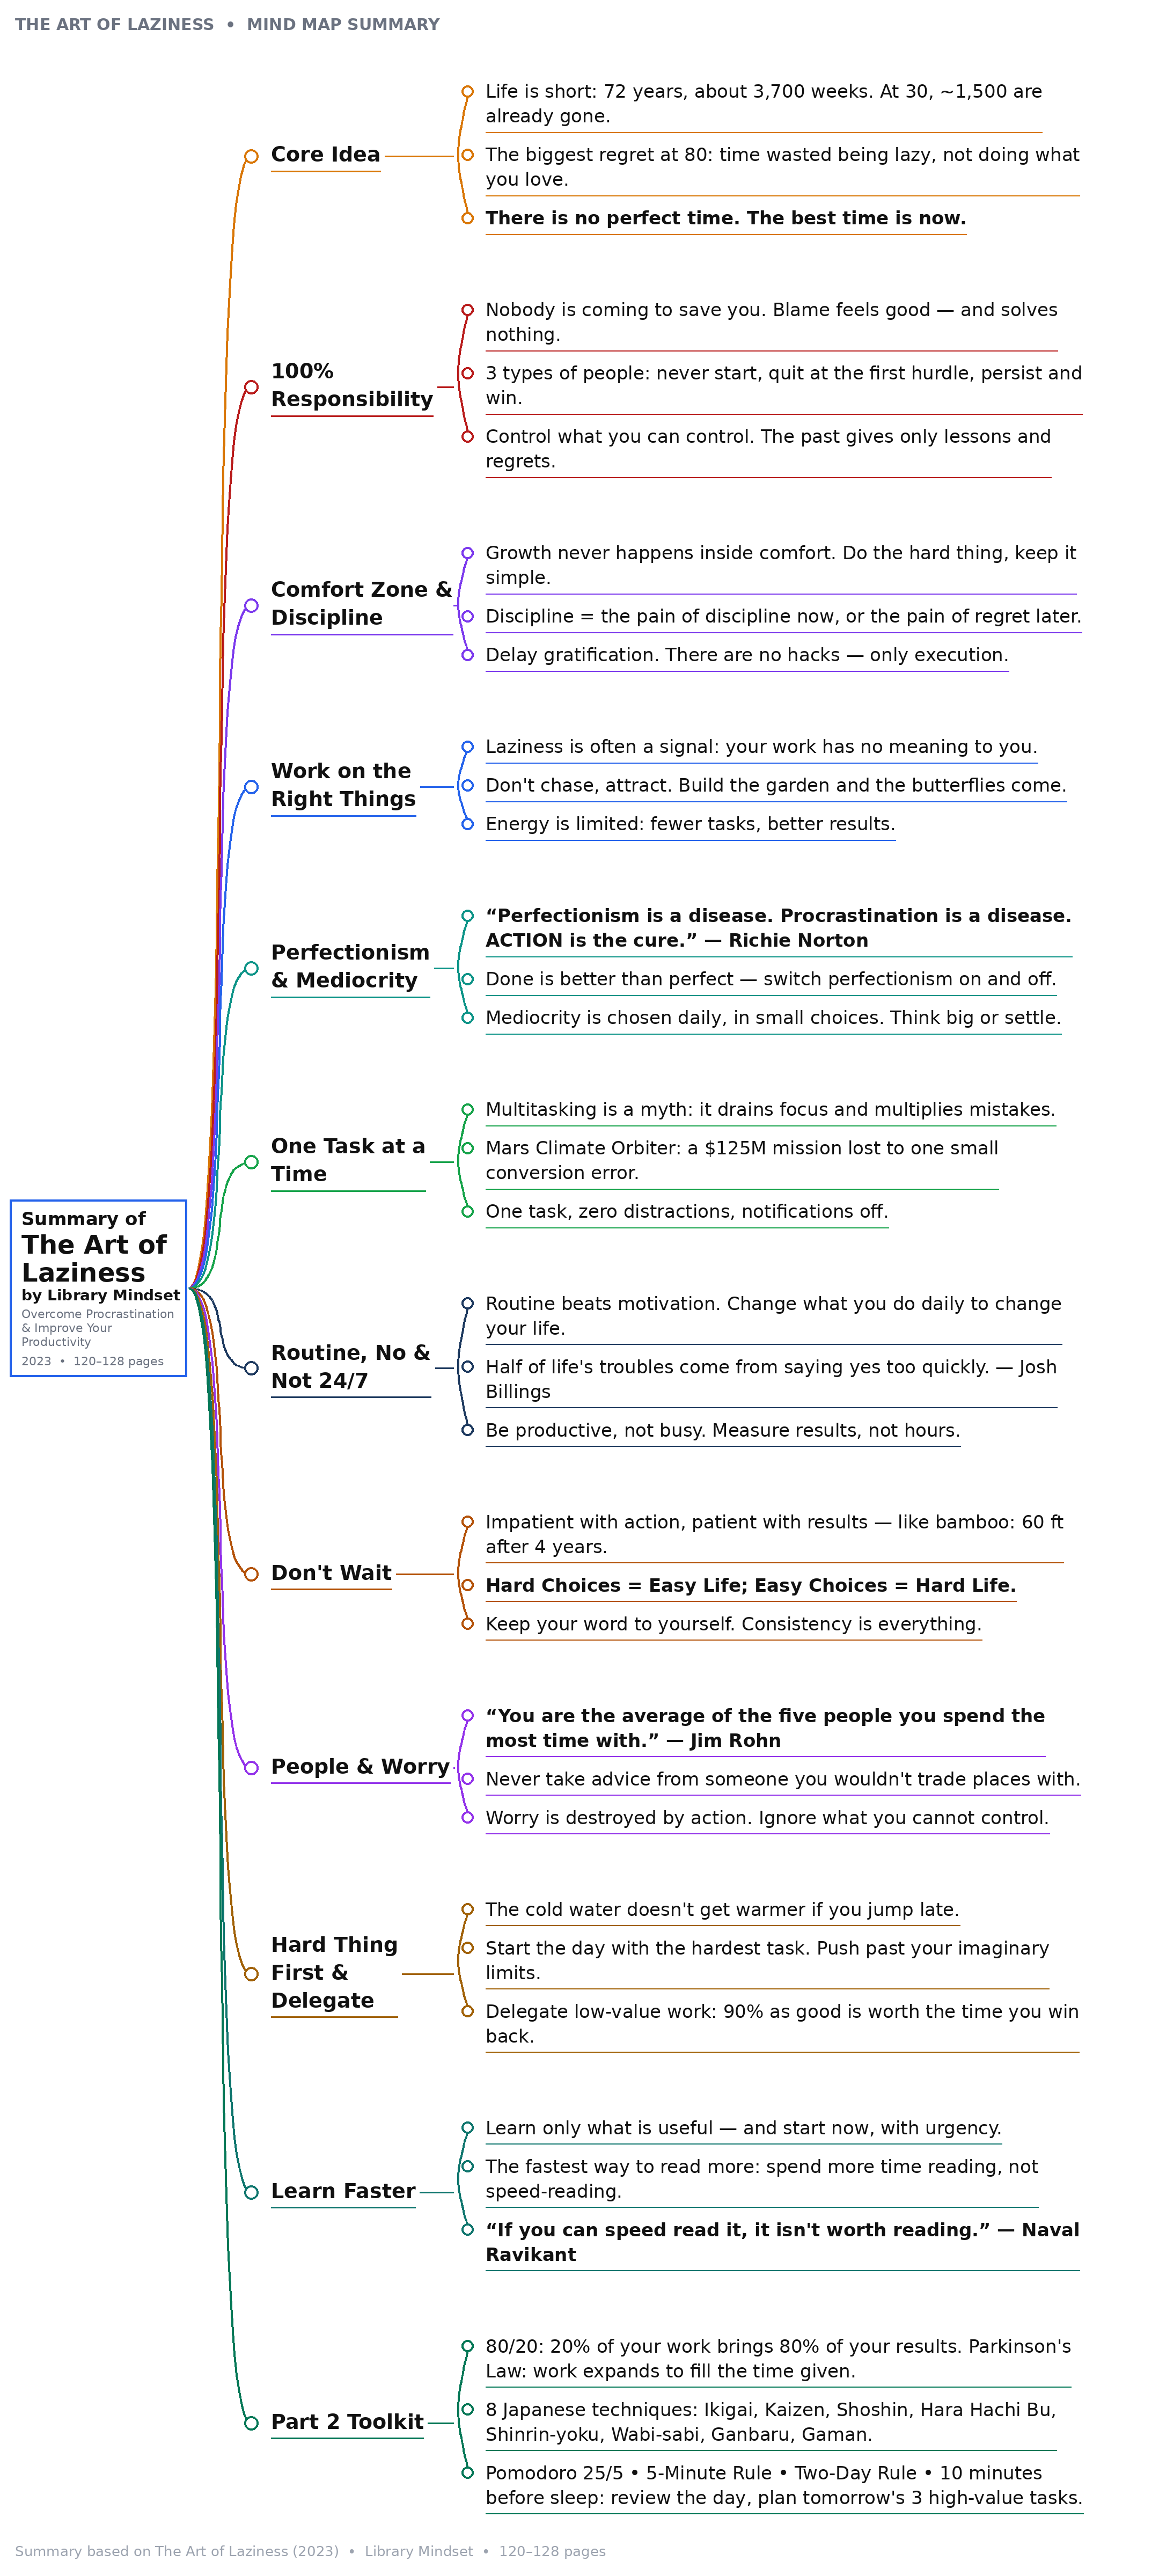 THE ART OF LAZINESS • MIND MAP SUMMARY
Summary of
The Art of
Laziness
by Library Mindset
Overcome Procrastination
& Improve Your
Productivity
2023 • 120–128 pages
Core Idea
Life is short: 72 years, about 3,700 weeks. At 30, ~1,500 are
already gone.
The biggest regret at 80: time wasted being lazy, not doing what
you love.
There is no perfect time. The best time is now.
100%
Responsibility
Nobody is coming to save you. Blame feels good — and solves
nothing.
3 types of people: never start, quit at the first hurdle, persist and
win.
Control what you can control. The past gives only lessons and
regrets.
Comfort Zone &
Discipline
Growth never happens inside comfort. Do the hard thing, keep it
simple.
Discipline = the pain of discipline now, or the pain of regret later.
Delay gratification. There are no hacks — only execution.
Work on the
Right Things
Laziness is often a signal: your work has no meaning to you.
Don't chase, attract. Build the garden and the butterflies come.
Energy is limited: fewer tasks, better results.
Perfectionism
& Mediocrity
“Perfectionism is a disease. Procrastination is a disease.
ACTION is the cure.” — Richie Norton
Done is better than perfect — switch perfectionism on and off.
Mediocrity is chosen daily, in small choices. Think big or settle.
One Task at a
Time
Multitasking is a myth: it drains focus and multiplies mistakes.
Mars Climate Orbiter: a $125M mission lost to one small
conversion error.
One task, zero distractions, notifications off.
Routine, No &
Not 24/7
Routine beats motivation. Change what you do daily to change
your life.
Half of life's troubles come from saying yes too quickly. — Josh
Billings
Be productive, not busy. Measure results, not hours.
Don't Wait
Impatient with action, patient with results — like bamboo: 60 ft
after 4 years.
Hard Choices = Easy Life; Easy Choices = Hard Life.
Keep your word to yourself. Consistency is everything.
People & Worry
“You are the average of the five people you spend the
most time with.” — Jim Rohn
Never take advice from someone you wouldn't trade places with.
Worry is destroyed by action. Ignore what you cannot control.
Hard Thing
First &
Delegate
The cold water doesn't get warmer if you jump late.
Start the day with the hardest task. Push past your imaginary
limits.
Delegate low-value work: 90% as good is worth the time you win
back.
Learn Faster
Learn only what is useful — and start now, with urgency.
The fastest way to read more: spend more time reading, not
speed-reading.
“If you can speed read it, it isn't worth reading.” — Naval
Ravikant
Part 2 Toolkit
80/20: 20% of your work brings 80% of your results. Parkinson's
Law: work expands to fill the time given.
8 Japanese techniques: Ikigai, Kaizen, Shoshin, Hara Hachi Bu,
Shinrin-yoku, Wabi-sabi, Ganbaru, Gaman.
Pomodoro 25/5 • 5-Minute Rule • Two-Day Rule • 10 minutes
before sleep: review the day, plan tomorrow's 3 high-value tasks.
Summary based on The Art of Laziness (2023) • Library Mindset • 120–128 pages